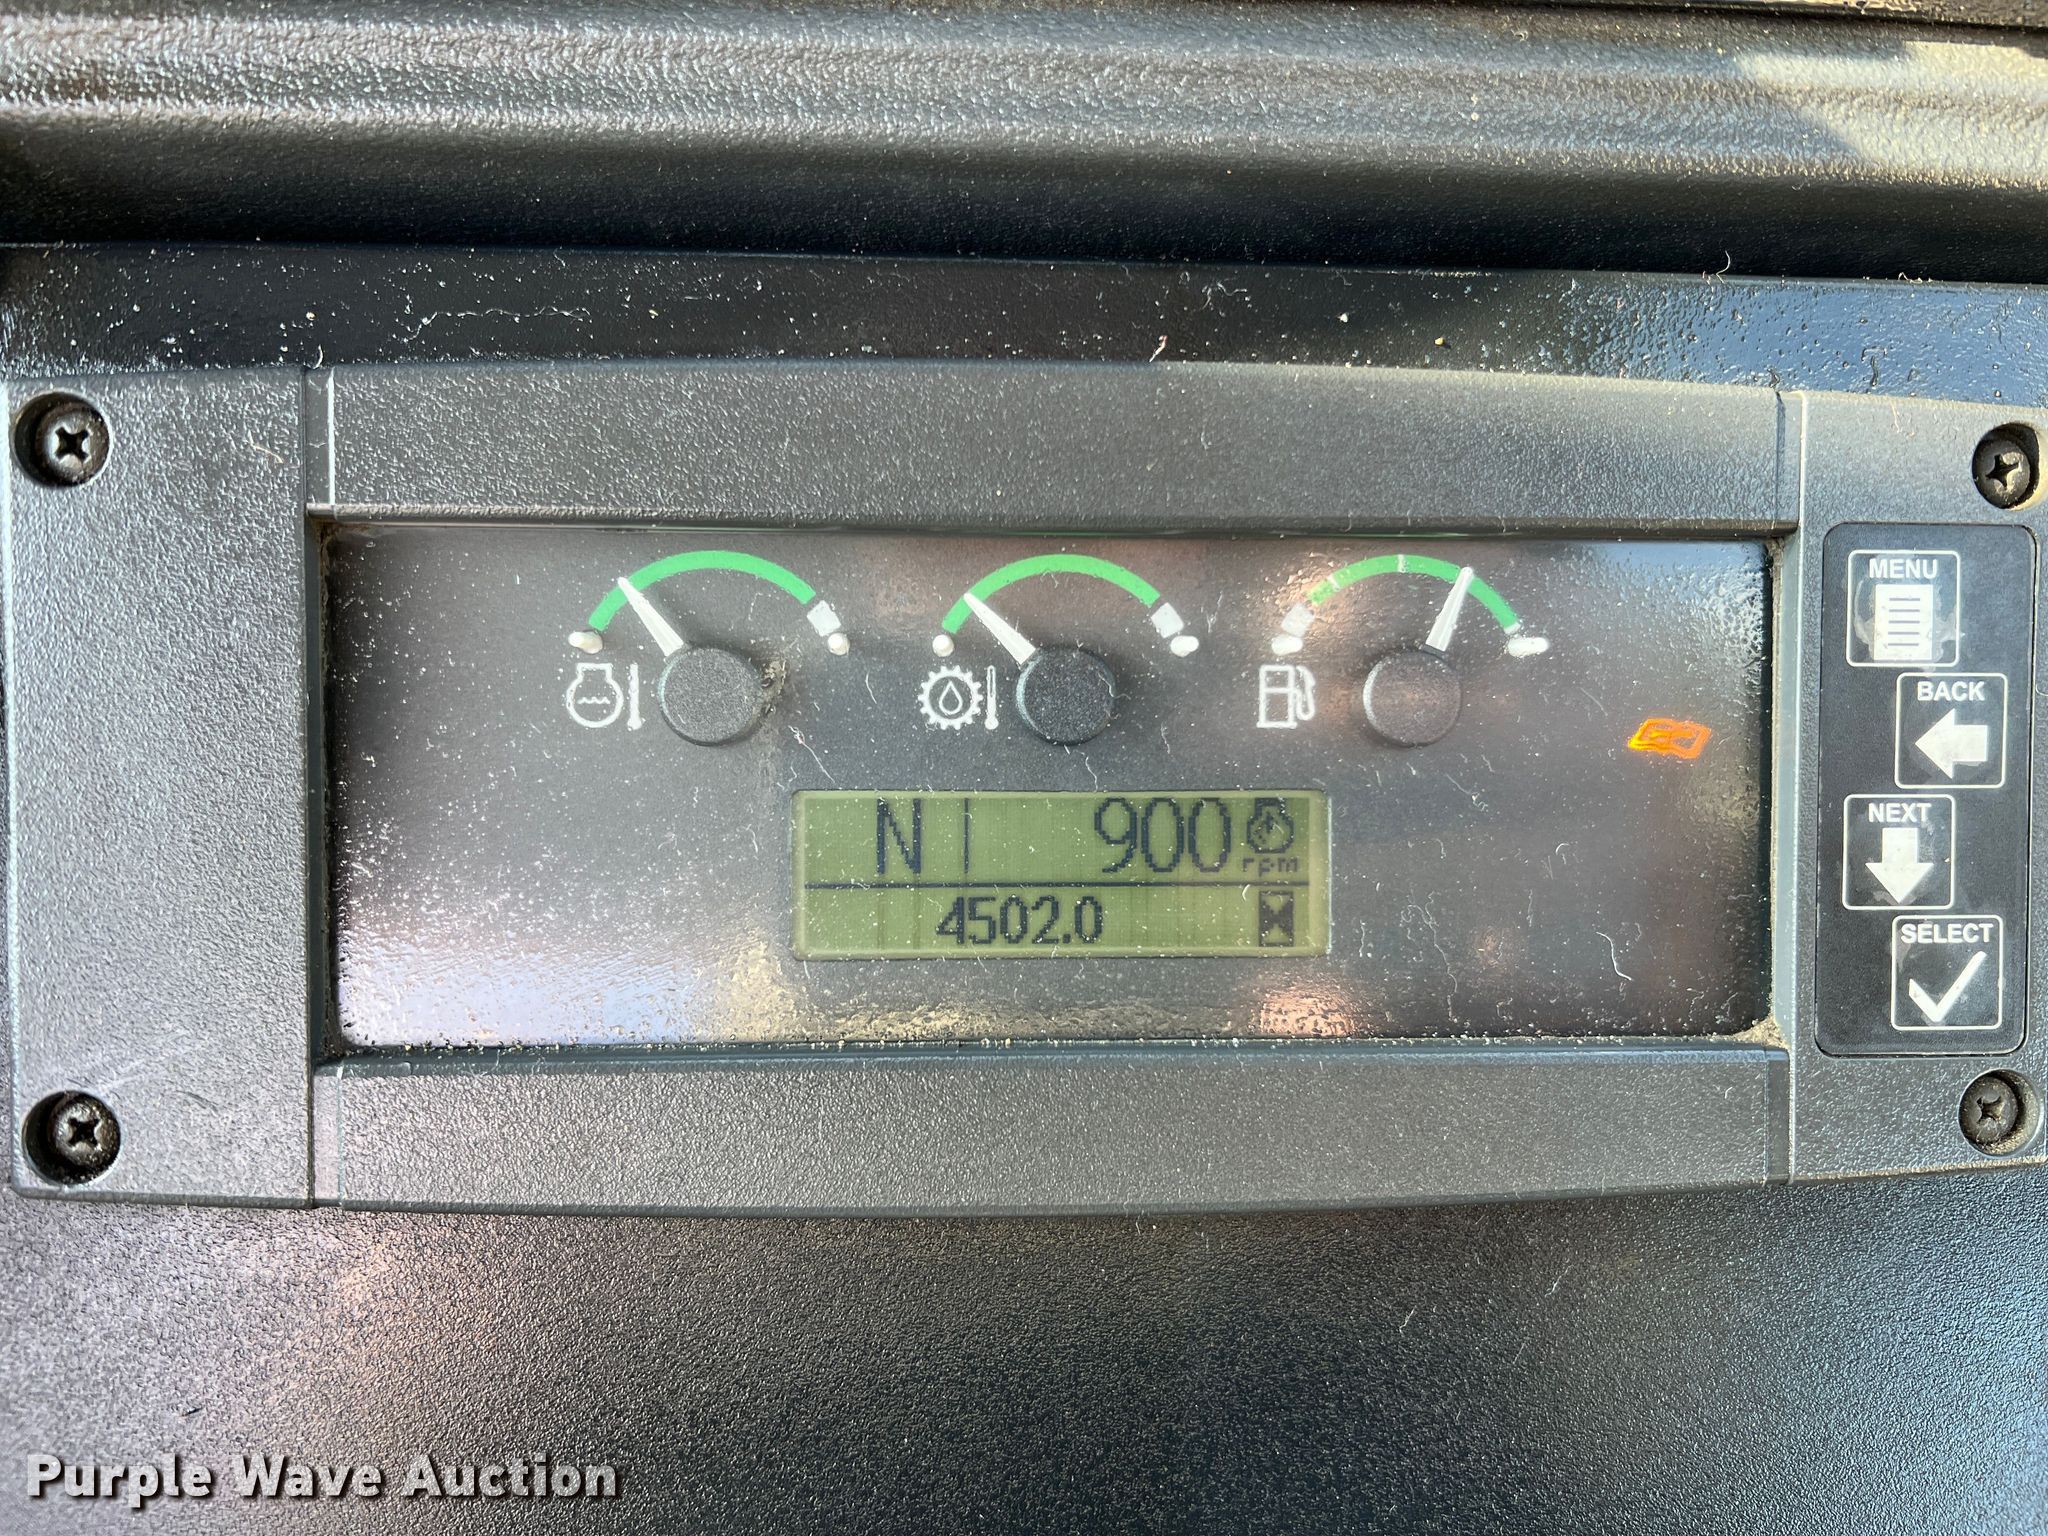 MENU
BACK
NEXT
SELECT
N 900
rpm
4502.0
Purple Wave Auction